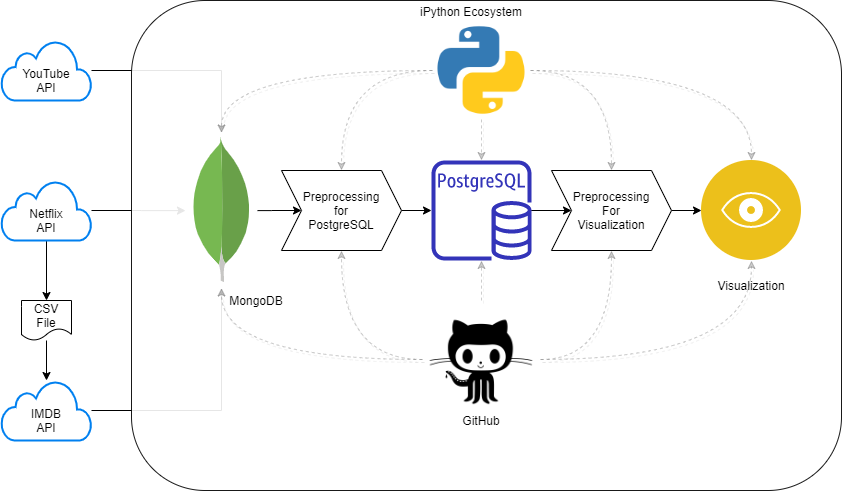 iPython Ecosystem
YouTube
API
Netflix
API
CSV
File
IMDB
API
MongoDB
Preprocessing
for
PostgreSQL
PostgreSQL
Preprocessing
For
Visualization
Visualization
GitHub